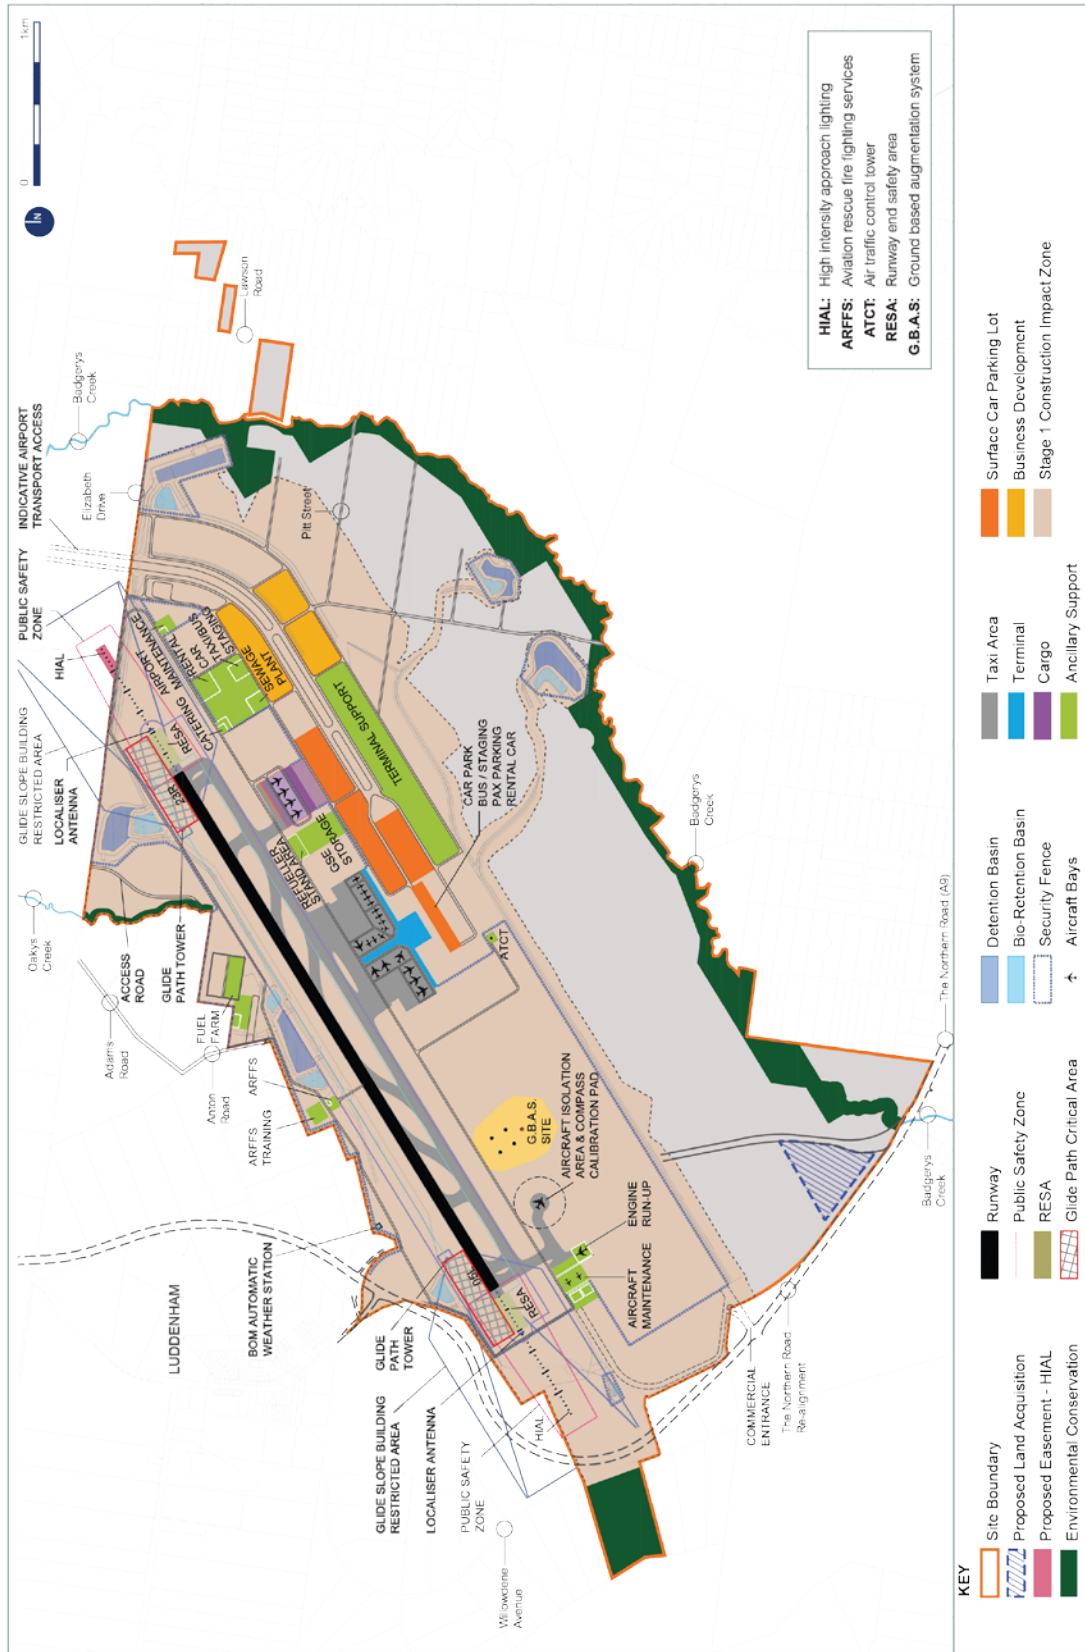 0
1km
N
Oakys
Creek
GLIDE SLOPE BUILDING
RESTRICTED AREA
LOCALISER
ANTENNA
HIAL
PUBLIC SAFETY
ZONE
INDICATIVE AIRPORT
TRANSPORT ACCESS
Elizabeth
Drive
Badgerys
Creek
Lawson
Road
Adams
Road
ACCESS
ROAD
GLIDE
PATH TOWER
23R
RESA
AIRPORT
MAINTENANCE
CATERING
CAR
RENTAL
TAXI/BUS
STAGING
SEWAGE
PLANT
Pitt Street
Anton
Road
FUEL
FARM
ARFFS
ARFFS
TRAINING
REFUELLER
STAND AREA
GSE
STORAGE
TERMINAL SUPPORT
CAR PARK
BUS / STAGING
PAX PARKING
RENTAL CAR
ATCT
Badgerys
Creek
LUDDENHAM
BOM AUTOMATIC
WEATHER STATION
GLIDE
PATH
TOWER
05L
RESA
G.B.A.S.
SITE
AIRCRAFT ISOLATION
AREA & COMPASS
CALIBRATION PAD
ENGINE
RUN-UP
AIRCRAFT
MAINTENANCE
GLIDE SLOPE BUILDING
RESTRICTED AREA
LOCALISER ANTENNA
PUBLIC SAFETY
ZONE
HIAL
Willowdene
Avenue
COMMERCIAL
ENTRANCE
The Northern Road
Re-alignment
Badgerys
Creek
The Northern Road (A9)
HIAL: High intensity approach lighting
ARFFS: Aviation rescue fire fighting services
ATCT: Air traffic control tower
RESA: Runway end safety area
G.B.A.S: Ground based augmentation system
KEY
Site Boundary
Proposed Land Acquisition
Proposed Easement - HIAL
Environmental Conservation
Runway
Public Safety Zone
RESA
Glide Path Critical Area
Detention Basin
Bio-Retention Basin
Security Fence
Aircraft Bays
Taxi Area
Terminal
Cargo
Ancillary Support
Surface Car Parking Lot
Business Development
Stage 1 Construction Impact Zone